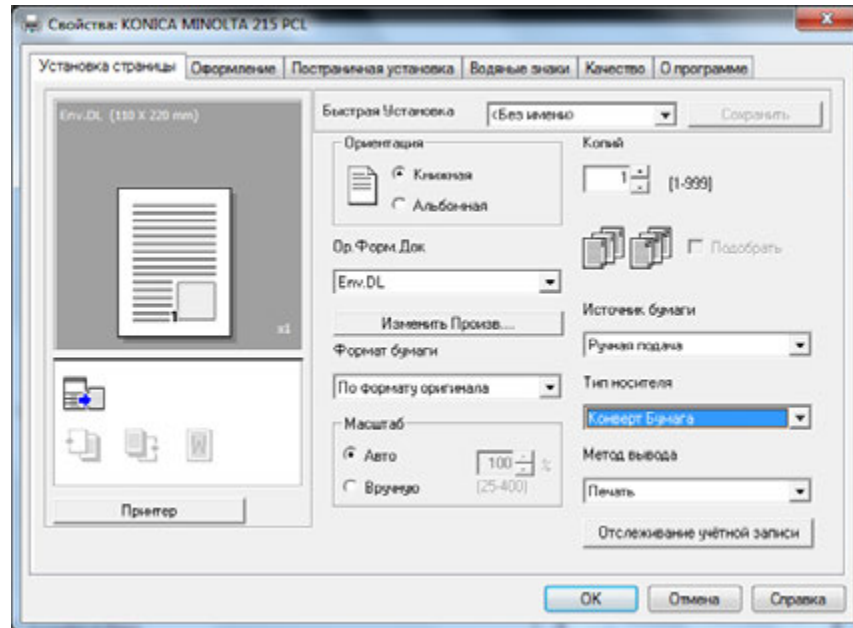 Свойства: KONICA MINOLTA 215 PCL
Установка страницы Оформление Постраничная установка Водяные знаки Качество О программе
Env.DL (110 X 220 mm)
x1
Принтер
Быстрая Установка <Без имени> Сохранить
Ориентация
Книжная
Альбомная
Ор.Форм.Док
Env.DL
Изменить Произв....
Формат бумаги
По формату оригинала
Масштаб
Авто
Вручную
100 %
(25-400)
Копий
1 (1-999)
Подобрать
Источник бумаги
Ручная подача
Тип носителя
Конверт Бумага
Метод вывода
Печать
Отслеживание учётной записи
OK Отмена Справка